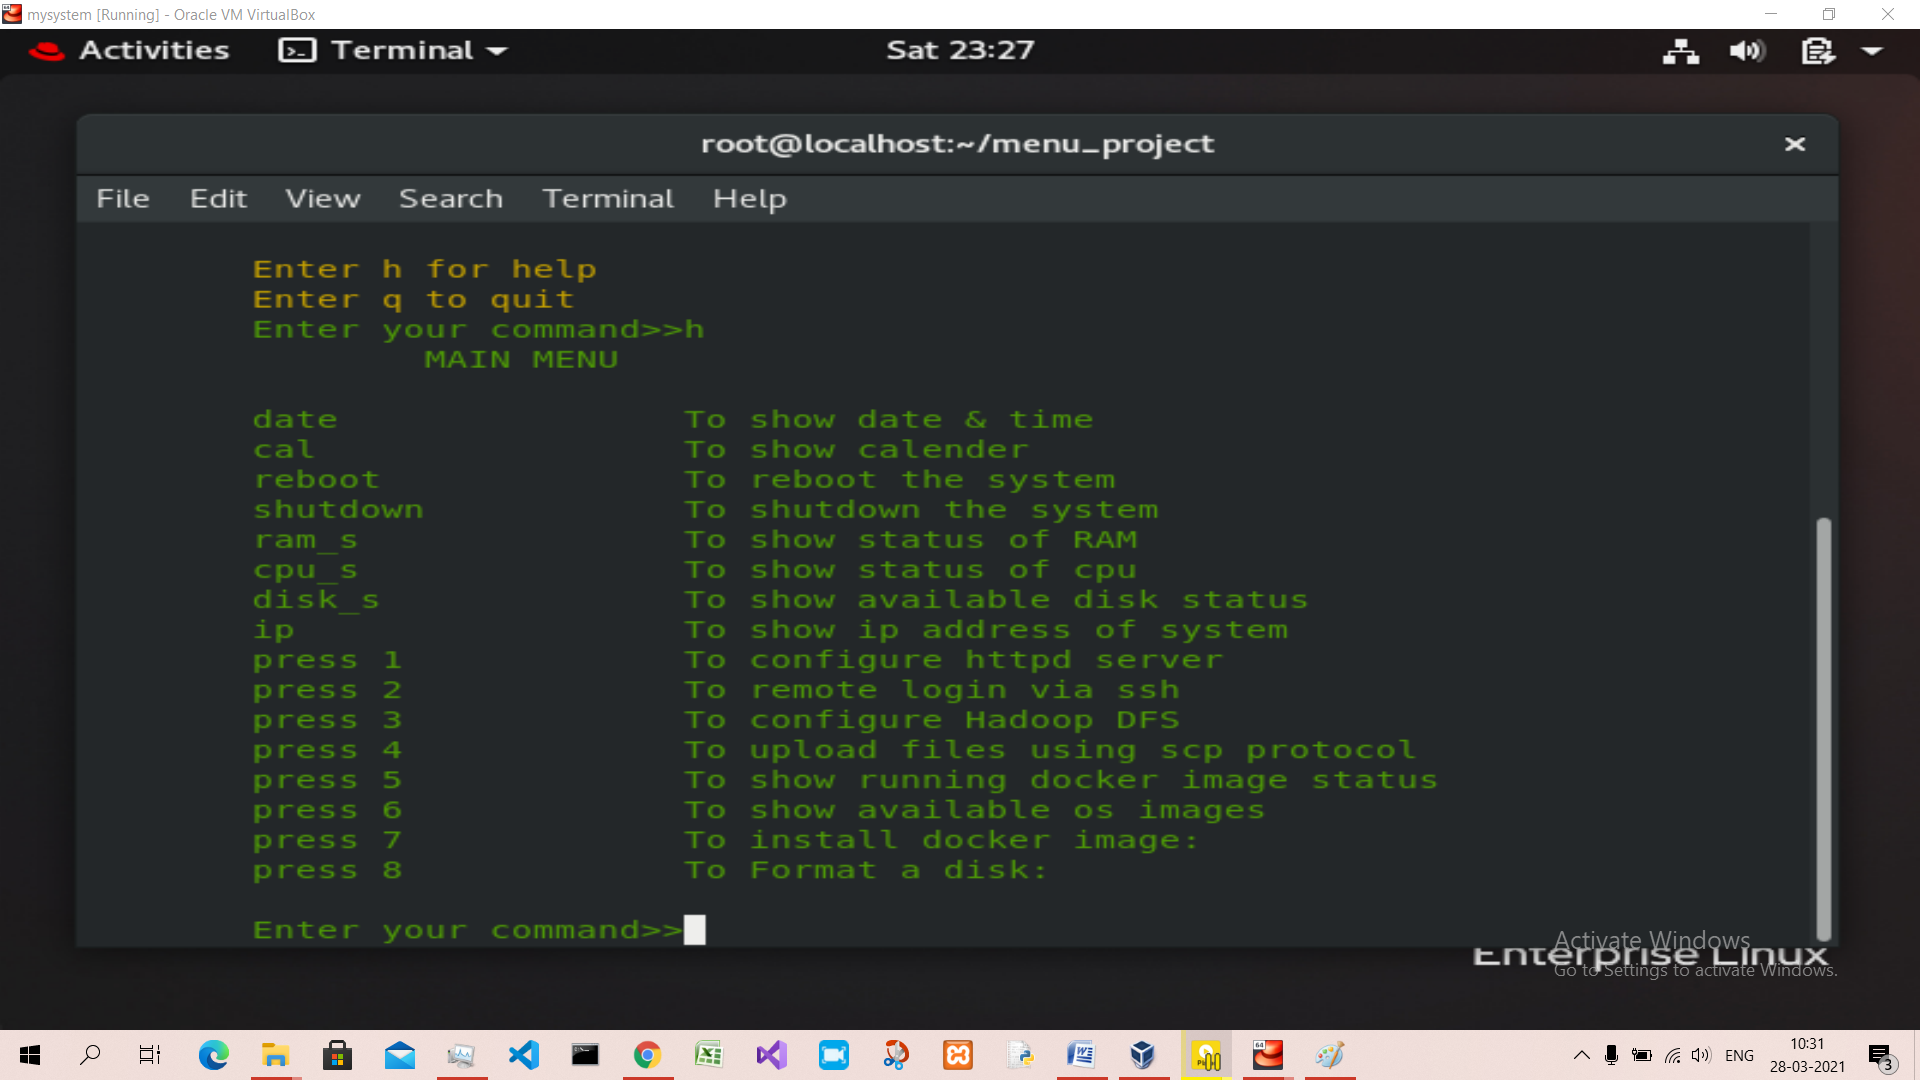 mysystem [Running] - Oracle VM VirtualBox
Activities Terminal Sat 23:27
root@localhost:~/menu_project
File Edit View Search Terminal Help
Enter h for help
Enter q to quit
Enter your command>>h
MAIN MENU
date To show date & time
cal To show calender
reboot To reboot the system
shutdown To shutdown the system
ram_s To show status of RAM
cpu_s To show status of cpu
disk_s To show available disk status
ip To show ip address of system
press 1 To configure httpd server
press 2 To remote login via ssh
press 3 To configure Hadoop DFS
press 4 To upload files using scp protocol
press 5 To show running docker image status
press 6 To show available os images
press 7 To install docker image:
press 8 To Format a disk:
Enter your command>>
Activate Windows
Enterprise Linux
Go to Settings to activate Windows.
ENG
10:31
28-03-2021
3